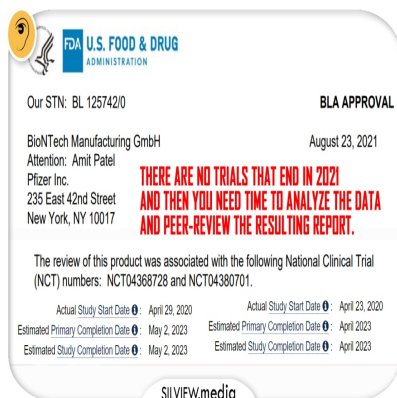 FDA U.S. FOOD & DRUG
ADMINISTRATION
Our STN: BL 125742/0
BLA APPROVAL
BioNTech Manufacturing GmbH
August 23, 2021
Attention: Amit Patel
Pfizer Inc.
235 East 42nd Street
New York, NY 10017
THERE ARE NO TRIALS THAT END IN 2021
AND THEN YOU NEED TIME TO ANALYZE THE DATA
AND PEER-REVIEW THE RESULTING REPORT.
The review of this product was associated with the following National Clinical Trial
(NCT) numbers: NCT04368728 and NCT04380701.
Actual Study Start Date : April 29, 2020
Estimated Primary Completion Date : May 2, 2023
Estimated Study Completion Date : May 2, 2023
Actual Study Start Date : April 23, 2020
Estimated Primary Completion Date : April 2023
Estimated Study Completion Date : April 2023
SILVIEW.media